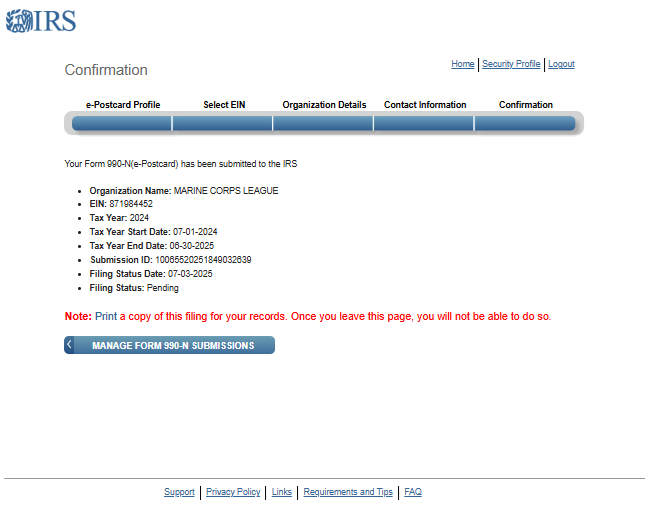 IRS
Confirmation
Home | Security Profile | Logout
e-Postcard Profile Select EIN Organization Details Contact Information Confirmation
Your Form 990-N(e-Postcard) has been submitted to the IRS
• Organization Name: MARINE CORPS LEAGUE
• EIN: 871984452
• Tax Year: 2024
• Tax Year Start Date: 07-01-2024
• Tax Year End Date: 06-30-2025
• Submission ID: 10065520251849032639
• Filing Status Date: 07-03-2025
• Filing Status: Pending
Note: Print a copy of this filing for your records. Once you leave this page, you will not be able to do so.
MANAGE FORM 990-N SUBMISSIONS
Support | Privacy Policy | Links | Requirements and Tips | FAQ